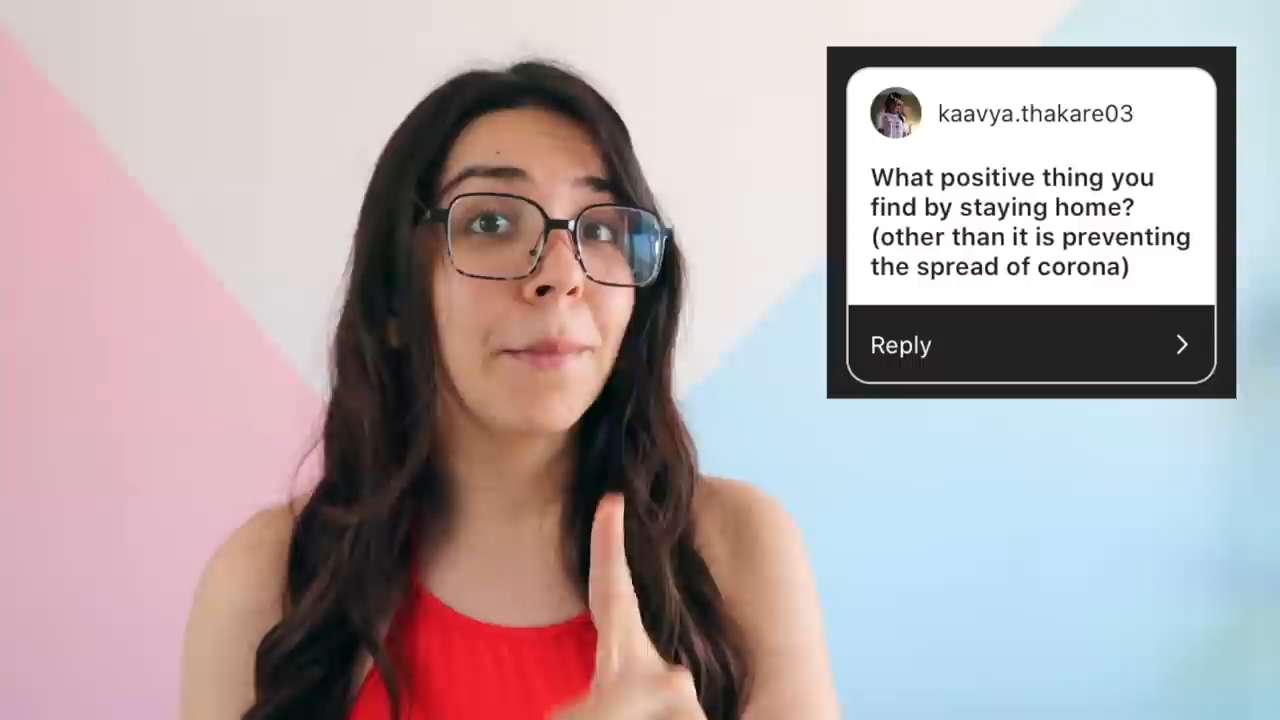 kaavya.thakare03
What positive thing you
find by staying home?
(other than it is preventing
the spread of corona)
Reply